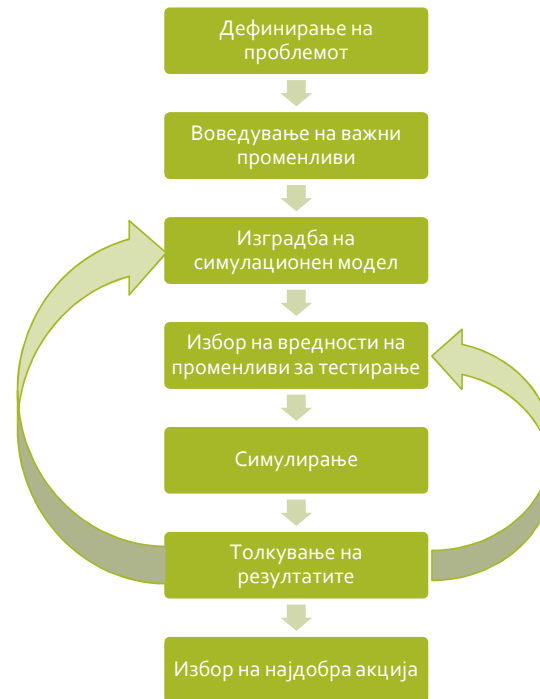 Дефинирање на
проблемот
Воведување на важни
променливи
Изградба на
симулационен модел
Избор на вредности на
променливи за тестирање
Симулирање
Толкување на
резултатите
Избор на најдобра акција